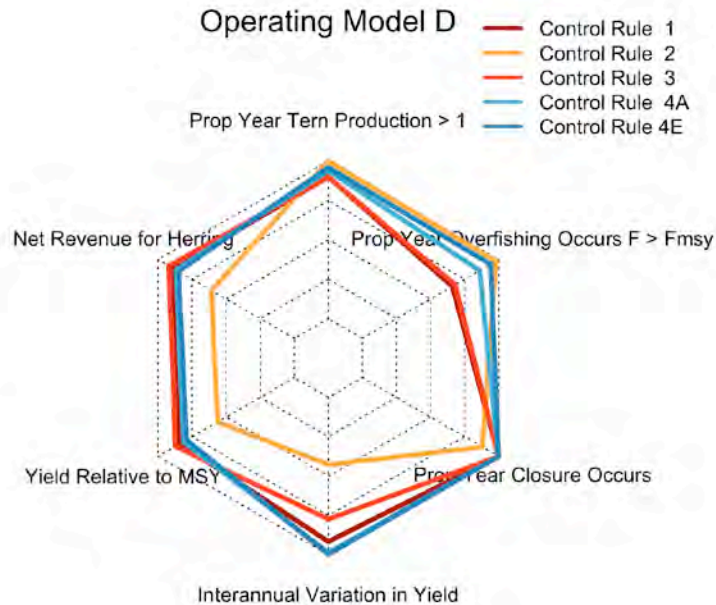 Operating Model D
Control Rule 1
Control Rule 2
Control Rule 3
Control Rule 4A
Control Rule 4E
Prop Year Tern Production > 1
Net Revenue for Herring
Prop Year Overfishing Occurs F > Fmsy
Yield Relative to MSY
Prop Year Closure Occurs
Interannual Variation in Yield